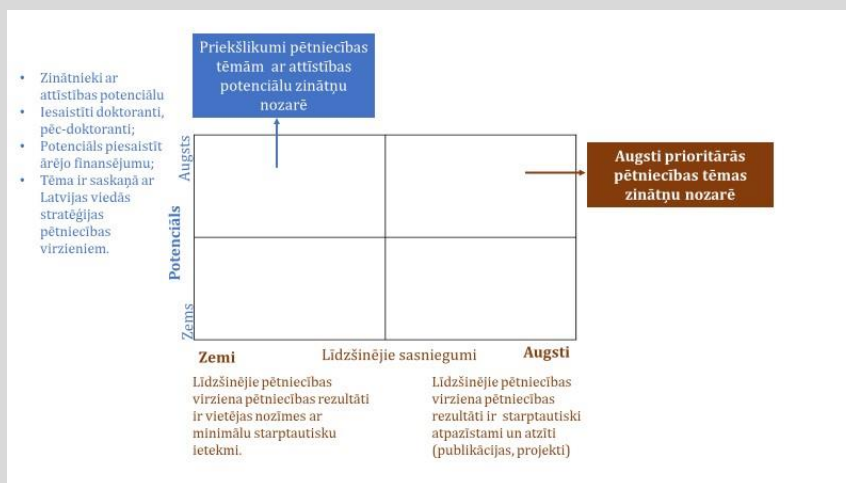 Priekšlikumi pētniecības
tēmām ar attīstības
potenciālu zinātņu
nozarē
• Zinātnieki ar
attīstības potenciālu
• Iesaistīti doktoranti,
pēc-doktoranti;
• Potenciāls piesaistīt
ārējo finansējumu;
• Tēma ir saskaņā ar
Latvijas viedās
stratēģijas
pētniecības
virzieniem.
Augsts
Potenciāls
Zems
Augsti prioritārās
pētniecības tēmas
zinātņu nozarē
Zemi
Līdzšinējie sasniegumi
Augsti
Līdzšinējie pētniecības
virziena pētniecības rezultāti
ir vietējas nozīmes ar
minimālu starptautisku
ietekmi.
Līdzšinējie pētniecības
virziena pētniecības
rezultāti ir starptautiski
atpazīstami un atzīti
(publikācijas, projekti)